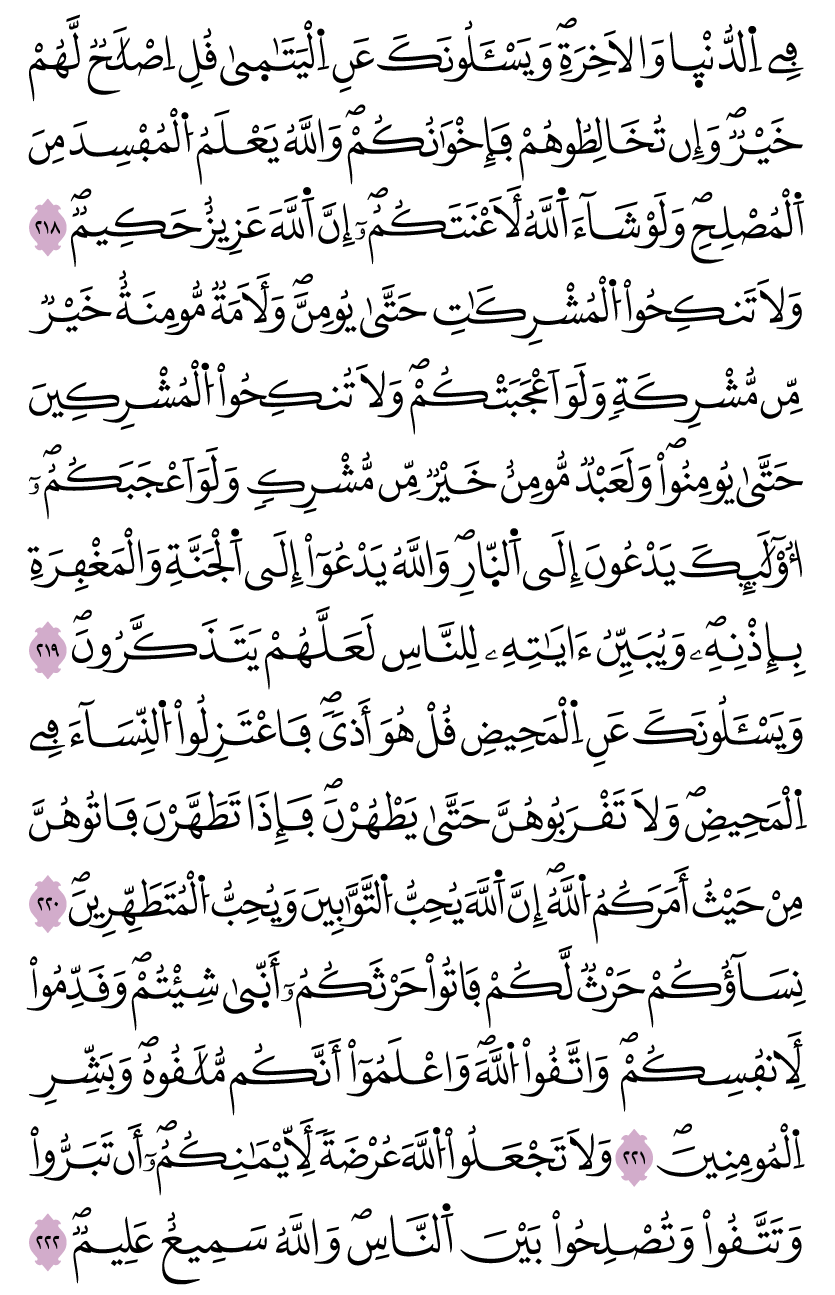 فِے اِ۬لدُّنْي۪ا وَالَاخِرَةِۖ وَيَسْـَٔلُونَكَ عَنِ اِ۬لْيَتَٰم۪ىٰ قُلِ اِصْلَٰحٞ لَّهُمْ
خَيْرٞۖ وَإِن تُخَالِطُوهُمْ فَإِخْوَٰنُكُمْۖ وَاللَّهُ يَعْلَمُ اُ۬لْمُفْسِدَ مِنَ
اَ۬لْمُصْلِحِۖ وَلَوْ شَآءَ اَ۬للَّهُ لَأَعْنَتَكُمُۥٓۖ إِنَّ اَ۬للَّهَ عَزِيزٌ حَكِيمٞۖ ٢١٨
وَلَا تَنكِحُواْ اُ۬لْمُشْرِكَٰتِ حَتَّىٰ يُومِنَّۖ وَلَأَمَةٞ مُّومِنَةٌ خَيْرٞ
مِّن مُّشْرِكَةٖ وَلَوَ اَعْجَبَتْكُمْۖ وَلَا تُنكِحُواْ اُ۬لْمُشْرِكِينَ
حَتَّىٰ يُومِنُواْۖ وَلَعَبْدٞ مُّومِنٌ خَيْرٞ مِّن مُّشْرِكٖ وَلَوَ اَعْجَبَكُمُۥٓۖ
أُوْلَٰٓئِكَ يَدْعُونَ إِلَى اَ۬لنّ۪ارِۖ وَاللَّهُ يَدْعُوٓاْ إِلَى اَ۬لْجَنَّةِ وَالْمَغْفِرَةِ
بِإِذْنِهِۦۖ وَيُبَيِّنُ ءَايَٰتِهِۦ لِلنَّاسِ لَعَلَّهُمْ يَتَذَكَّرُونَۖ ٢١٩
وَيَسْـَٔلُونَكَ عَنِ اِ۬لْمَحِيضِ قُلْ هُوَ أَذىٗۖ فَاعْتَزِلُواْ اُ۬لنِّسَآءَ فِے
اِ۬لْمَحِيضِۖ وَلَا تَقْرَبُوهُنَّ حَتَّىٰ يَطْهُرْنَۖ فَإِذَا تَطَهَّرْنَ فَاتُوهُنَّ
مِنْ حَيْثُ أَمَرَكُمُ اُ۬للَّهُۖ إِنَّ اَ۬للَّهَ يُحِبُّ اُ۬لتَّوَّٰبِينَ وَيُحِبُّ اُ۬لْمُتَطَهِّرِينَۖ ٢٢٠
نِسَآؤُكُمْ حَرْثٞ لَّكُمْ فَاتُواْ حَرْثَكُمُۥٓ أَنّ۪ىٰ شِئْتُمْۖ وَقَدِّمُواْ
لِأَنفُسِكُمْۖ وَاتَّقُواْ اُ۬للَّهَۖ وَاعْلَمُوٓاْ أَنَّكُم مُّلَٰقُوهُۖ وَبَشِّرِ
اِ۬لْمُومِنِينَۖ ٢٢١ وَلَا تَجْعَلُواْ اُ۬للَّهَ عُرْضَةٗ لِّأَيْمَٰنِكُمُۥٓۖ أَن تَبَرُّواْ
وَتَتَّقُواْ وَتُصْلِحُواْ بَيْنَ اَ۬لنَّاسِۖ وَاللَّهُ سَمِيعٌ عَلِيمٞۖ ٢٢٢